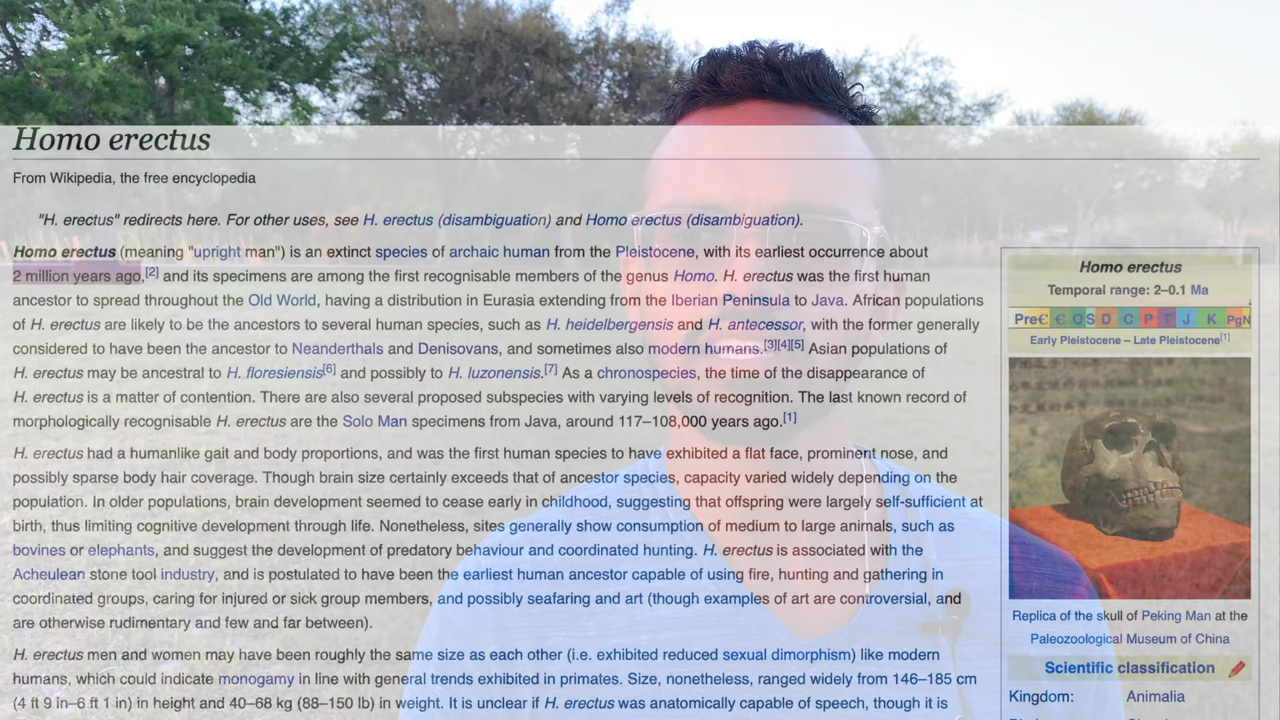 Homo erectus
From Wikipedia, the free encyclopedia
"H. erectus" redirects here. For other uses, see H. erectus (disambiguation) and Homo erectus (disambiguation).
Homo erectus (meaning "upright man") is an extinct species of archaic human from the Pleistocene, with its earliest occurrence about
2 million years ago,[2] and its specimens are among the first recognisable members of the genus Homo. H. erectus was the first human
ancestor to spread throughout the Old World, having a distribution in Eurasia extending from the Iberian Peninsula to Java. African populations
of H. erectus are likely to be the ancestors to several human species, such as H. heidelbergensis and H. antecessor, with the former generally
considered to have been the ancestor to Neanderthals and Denisovans, and sometimes also modern humans.[3][4][5] Asian populations of
H. erectus may be ancestral to H. floresiensis[6] and possibly to H. luzonensis.[7] As a chronospecies, the time of the disappearance of
H. erectus is a matter of contention. There are also several proposed subspecies with varying levels of recognition. The last known record of
morphologically recognisable H. erectus are the Solo Man specimens from Java, around 117–108,000 years ago.[1]
H. erectus had a humanlike gait and body proportions, and was the first human species to have exhibited a flat face, prominent nose, and
possibly sparse body hair coverage. Though brain size certainly exceeds that of ancestor species, capacity varied widely depending on the
population. In older populations, brain development seemed to cease early in childhood, suggesting that offspring were largely self-sufficient at
birth, thus limiting cognitive development through life. Nonetheless, sites generally show consumption of medium to large animals, such as
bovines or elephants, and suggest the development of predatory behaviour and coordinated hunting. H. erectus is associated with the
Acheulean stone tool industry, and is postulated to have been the earliest human ancestor capable of using fire, hunting and gathering in
coordinated groups, caring for injured or sick group members, and possibly seafaring and art (though examples of art are controversial, and
are otherwise rudimentary and few and far between).
H. erectus men and women may have been roughly the same size as each other (i.e. exhibited reduced sexual dimorphism) like modern
humans, which could indicate monogamy in line with general trends exhibited in primates. Size, nonetheless, ranged widely from 146–185 cm
(4 ft 9 in–6 ft 1 in) in height and 40–68 kg (88–150 lb) in weight. It is unclear if H. erectus was anatomically capable of speech, though it is
Homo erectus
Temporal range: 2–0.1 Ma
PreꞒ Ꞓ O S D C P T J K PgN
Early Pleistocene – Late Pleistocene[1]
Replica of the skull of Peking Man at the
Paleozoological Museum of China
Scientific classification
Kingdom: Animalia